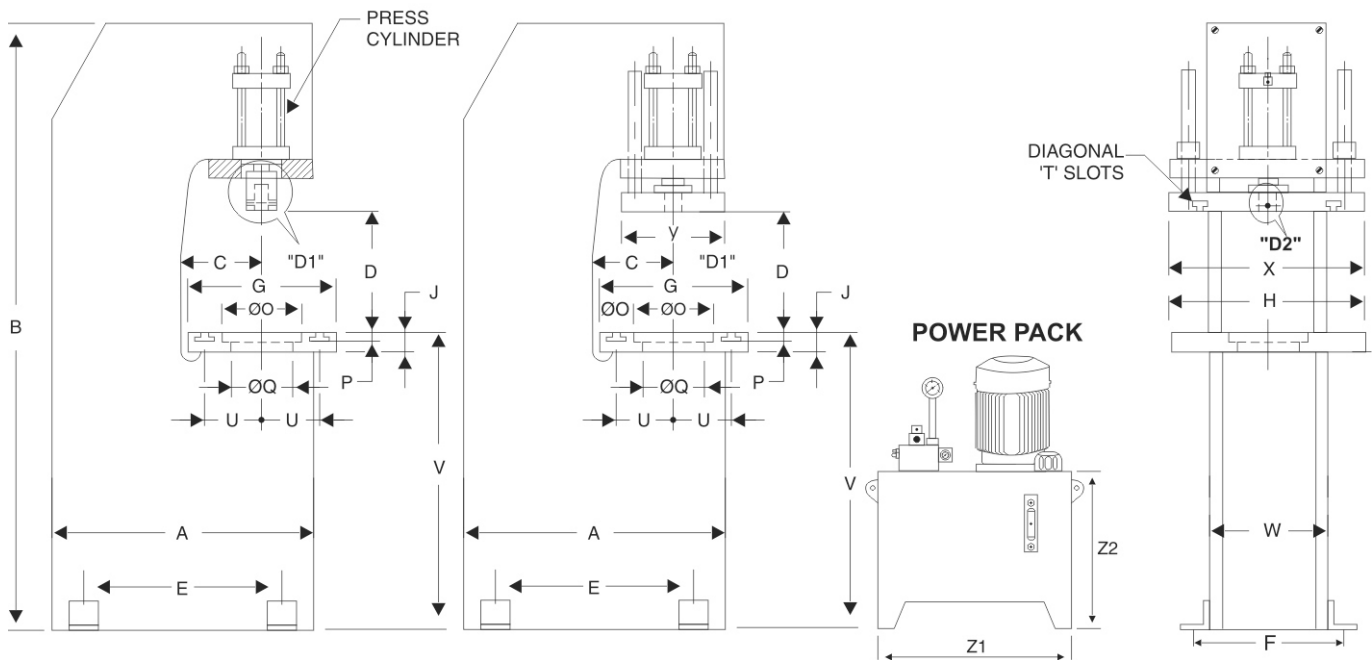 PRESS
CYLINDER
B
C
"D1"
D
G
J
ØO
P
ØQ
U
U
V
A
E
y
C
"D1"
D
G
J
ØO
ØO
P
ØQ
U
U
V
A
E
POWER PACK
Z2
Z1
DIAGONAL
'T' SLOTS
"D2"
X
H
W
F